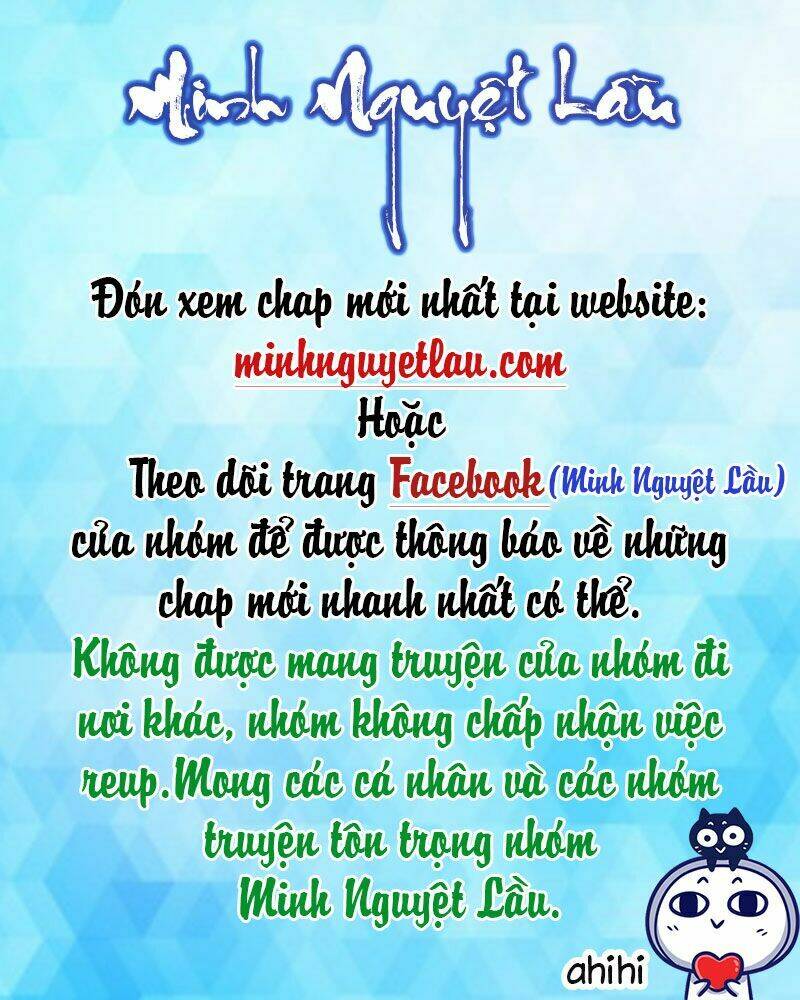 Minh Nguyệt Lầu
Đón xem chap mới nhất tại website:
minhnguyetlau.com
Hoặc
Theo dõi trang Facebook (Minh Nguyệt Lầu)
của nhóm để được thông báo về những
chap mới nhanh nhất có thể.
Không được mang truyện của nhóm đi
nơi khác, nhóm không chấp nhận việc
reup.Mong các cá nhân và các nhóm
truyện tôn trọng nhóm
Minh Nguyệt Lầu.
ahihi